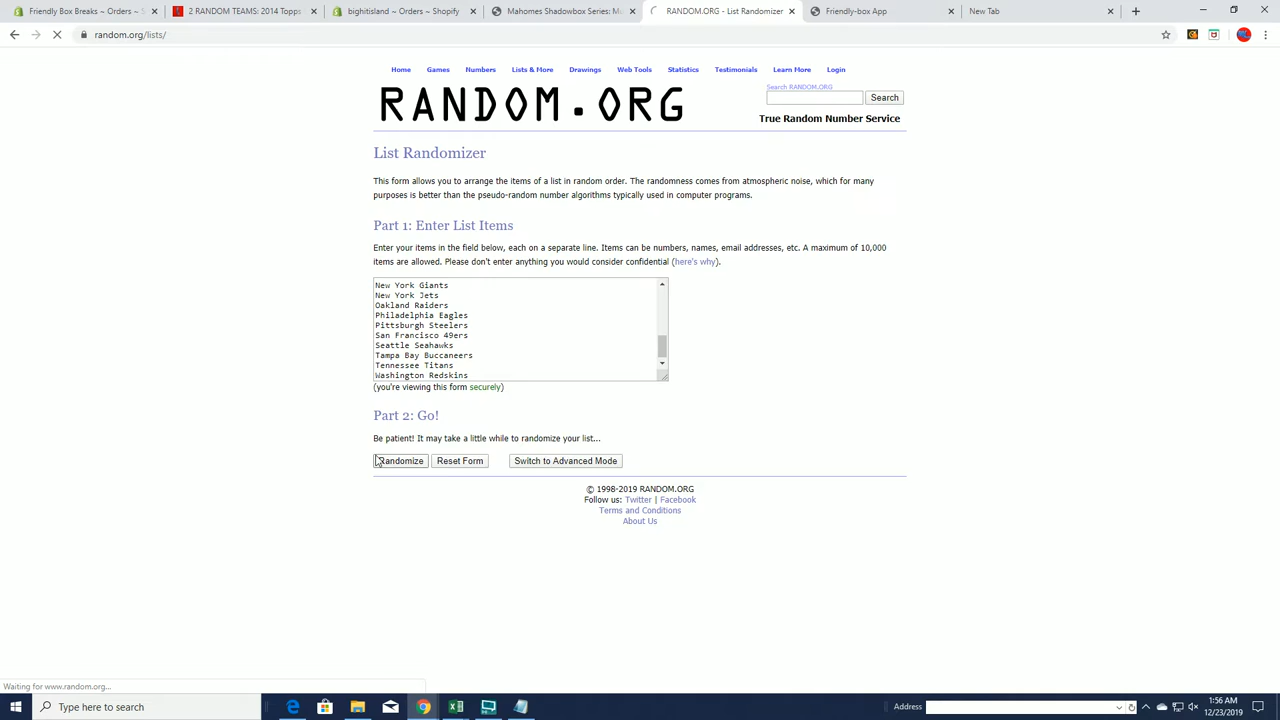 Friendly Box Breaks ~ Orders ~ S
2 RANDOM TEAMS: 2014 Topps
bighitisland ~ Orders ~ Shopify
Mahomes Shadowbox Series: M
RANDOM.ORG - List Randomizer
Friendly-box App
New Tab
random.org/lists/
Home Games Numbers Lists & More Drawings Web Tools Statistics Testimonials Learn More Login
RANDOM.ORG
Search RANDOM.ORG
Search
True Random Number Service
List Randomizer
This form allows you to arrange the items of a list in random order. The randomness comes from atmospheric noise, which for many
purposes is better than the pseudo-random number algorithms typically used in computer programs.
Part 1: Enter List Items
Enter your items in the field below, each on a separate line. Items can be numbers, names, email addresses, etc. A maximum of 10,000
items are allowed. Please don't enter anything you would consider confidential (here's why).
New York Giants
New York Jets
Oakland Raiders
Philadelphia Eagles
Pittsburgh Steelers
San Francisco 49ers
Seattle Seahawks
Tampa Bay Buccaneers
Tennessee Titans
Washington Redskins
(you're viewing this form securely)
Part 2: Go!
Be patient! It may take a little while to randomize your list...
Randomize Reset Form Switch to Advanced Mode
© 1998-2019 RANDOM.ORG
Follow us: Twitter | Facebook
Terms and Conditions
About Us
Waiting for www.random.org...
Type here to search
Address
1:56 AM
12/23/2019